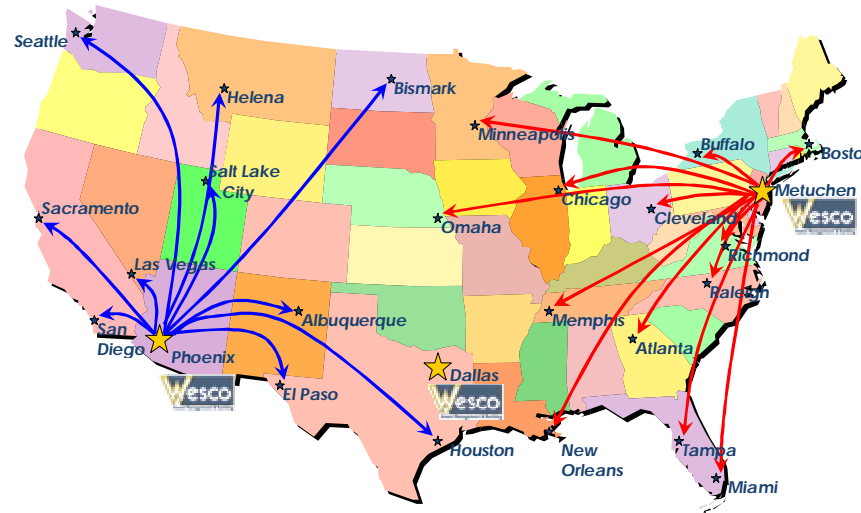 Seattle
Helena
Bismark
Minneapolis
Buffalo
Bosto
Salt Lake
City
Metuchen
Wesco
Sacramento
Chicago
Cleveland
Omaha
Richmond
Las Vegas
Raleigh
Albuquerque
Memphis
San
Diego
Phoenix
Atlanta
Dallas
Wesco
El Paso
Wesco
Houston
New
Orleans
Tampa
Miami